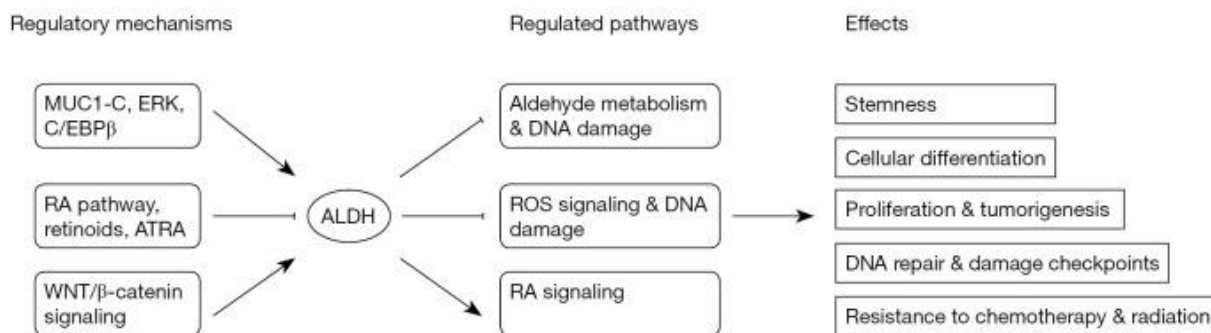 Regulatory mechanisms
Regulated pathways
Effects
MUC1-C, ERK,
C/EBPβ
RA pathway,
retinoids, ATRA
WNT/β-catenin
signaling
ALDH
Aldehyde metabolism
& DNA damage
ROS signaling & DNA
damage
RA signaling
Stemness
Cellular differentiation
Proliferation & tumorigenesis
DNA repair & damage checkpoints
Resistance to chemotherapy & radiation